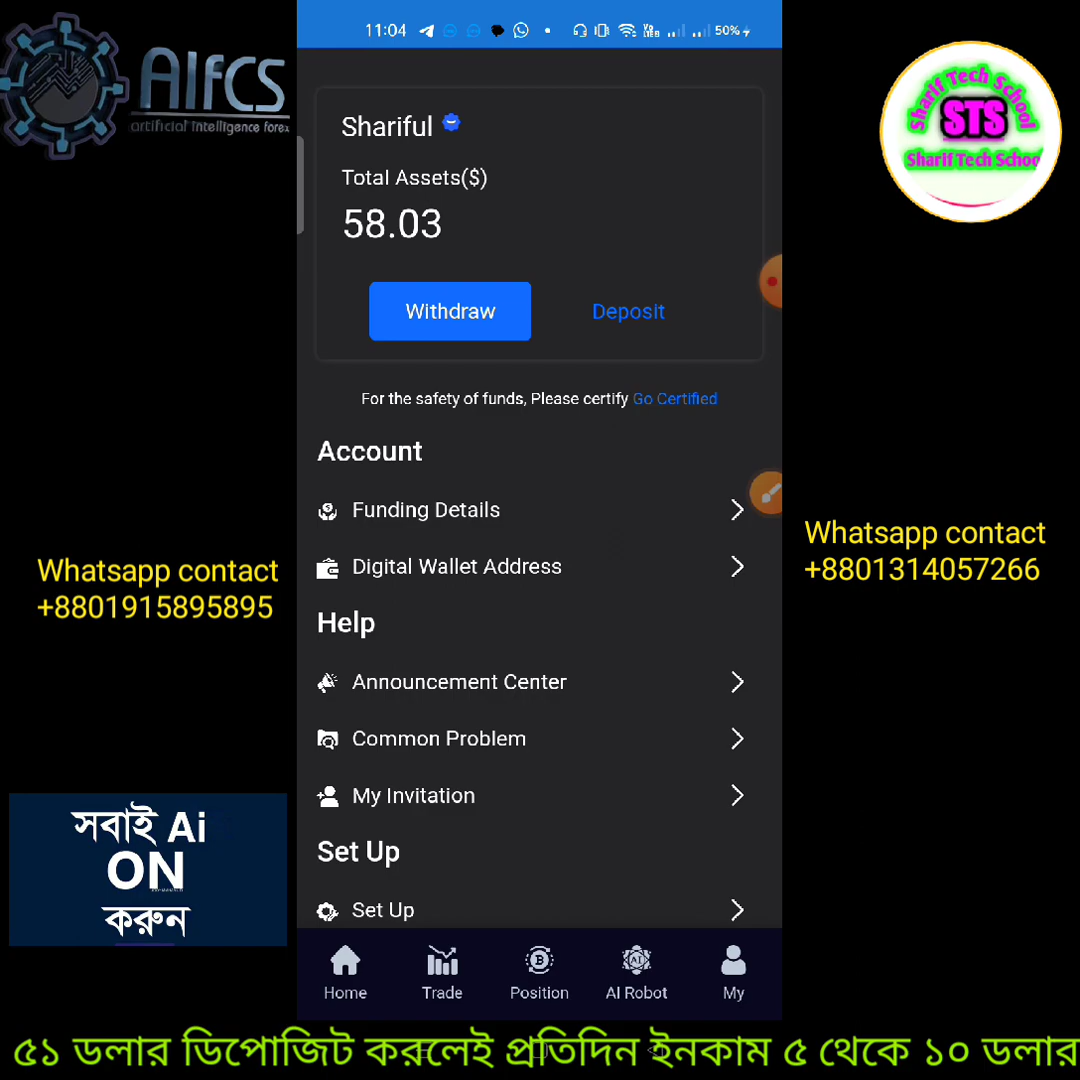 11:04
50%
AIfCS
artificial intelligence forex
Sharif Tech School
STS
Sharif Tech Schoo
Shariful
Total Assets($)
58.03
Withdraw
Deposit
For the safety of funds, Please certify Go Certified
Account
Funding Details
Digital Wallet Address
Whatsapp contact
+8801915895895
Whatsapp contact
+8801314057266
Help
Announcement Center
Common Problem
My Invitation
Set Up
Set Up
সবাই Ai
ON
করুন
Home
Trade
Position
AI Robot
My
৫১ ডলার ডিপোজিট করলেই প্রতিদিন ইনকাম ৫ থেকে ১০ ডলার